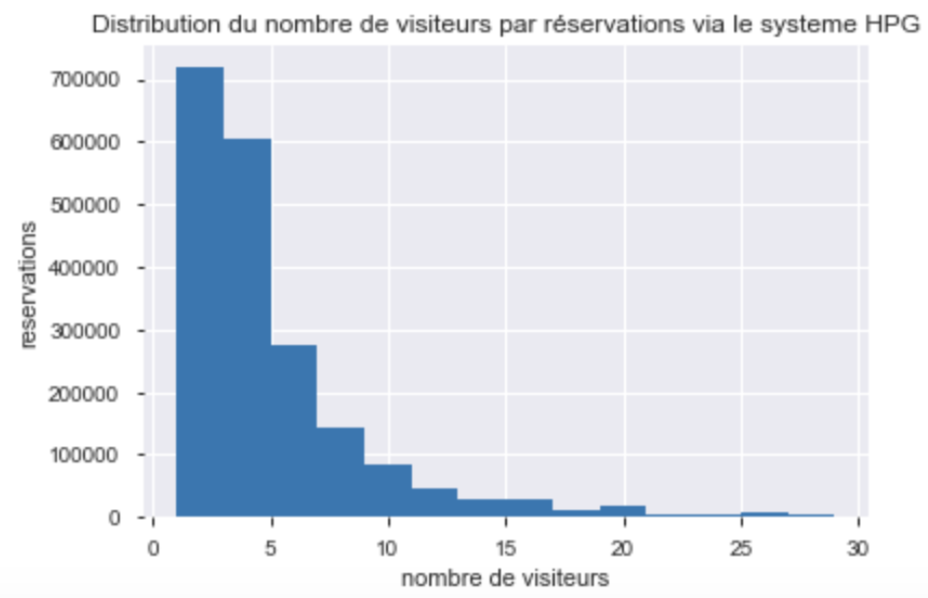 Distribution du nombre de visiteurs par réservations via le systeme HPG
700000
600000
500000
400000
300000
200000
100000
0
reservations
0 5 10 15 20 25 30
nombre de visiteurs